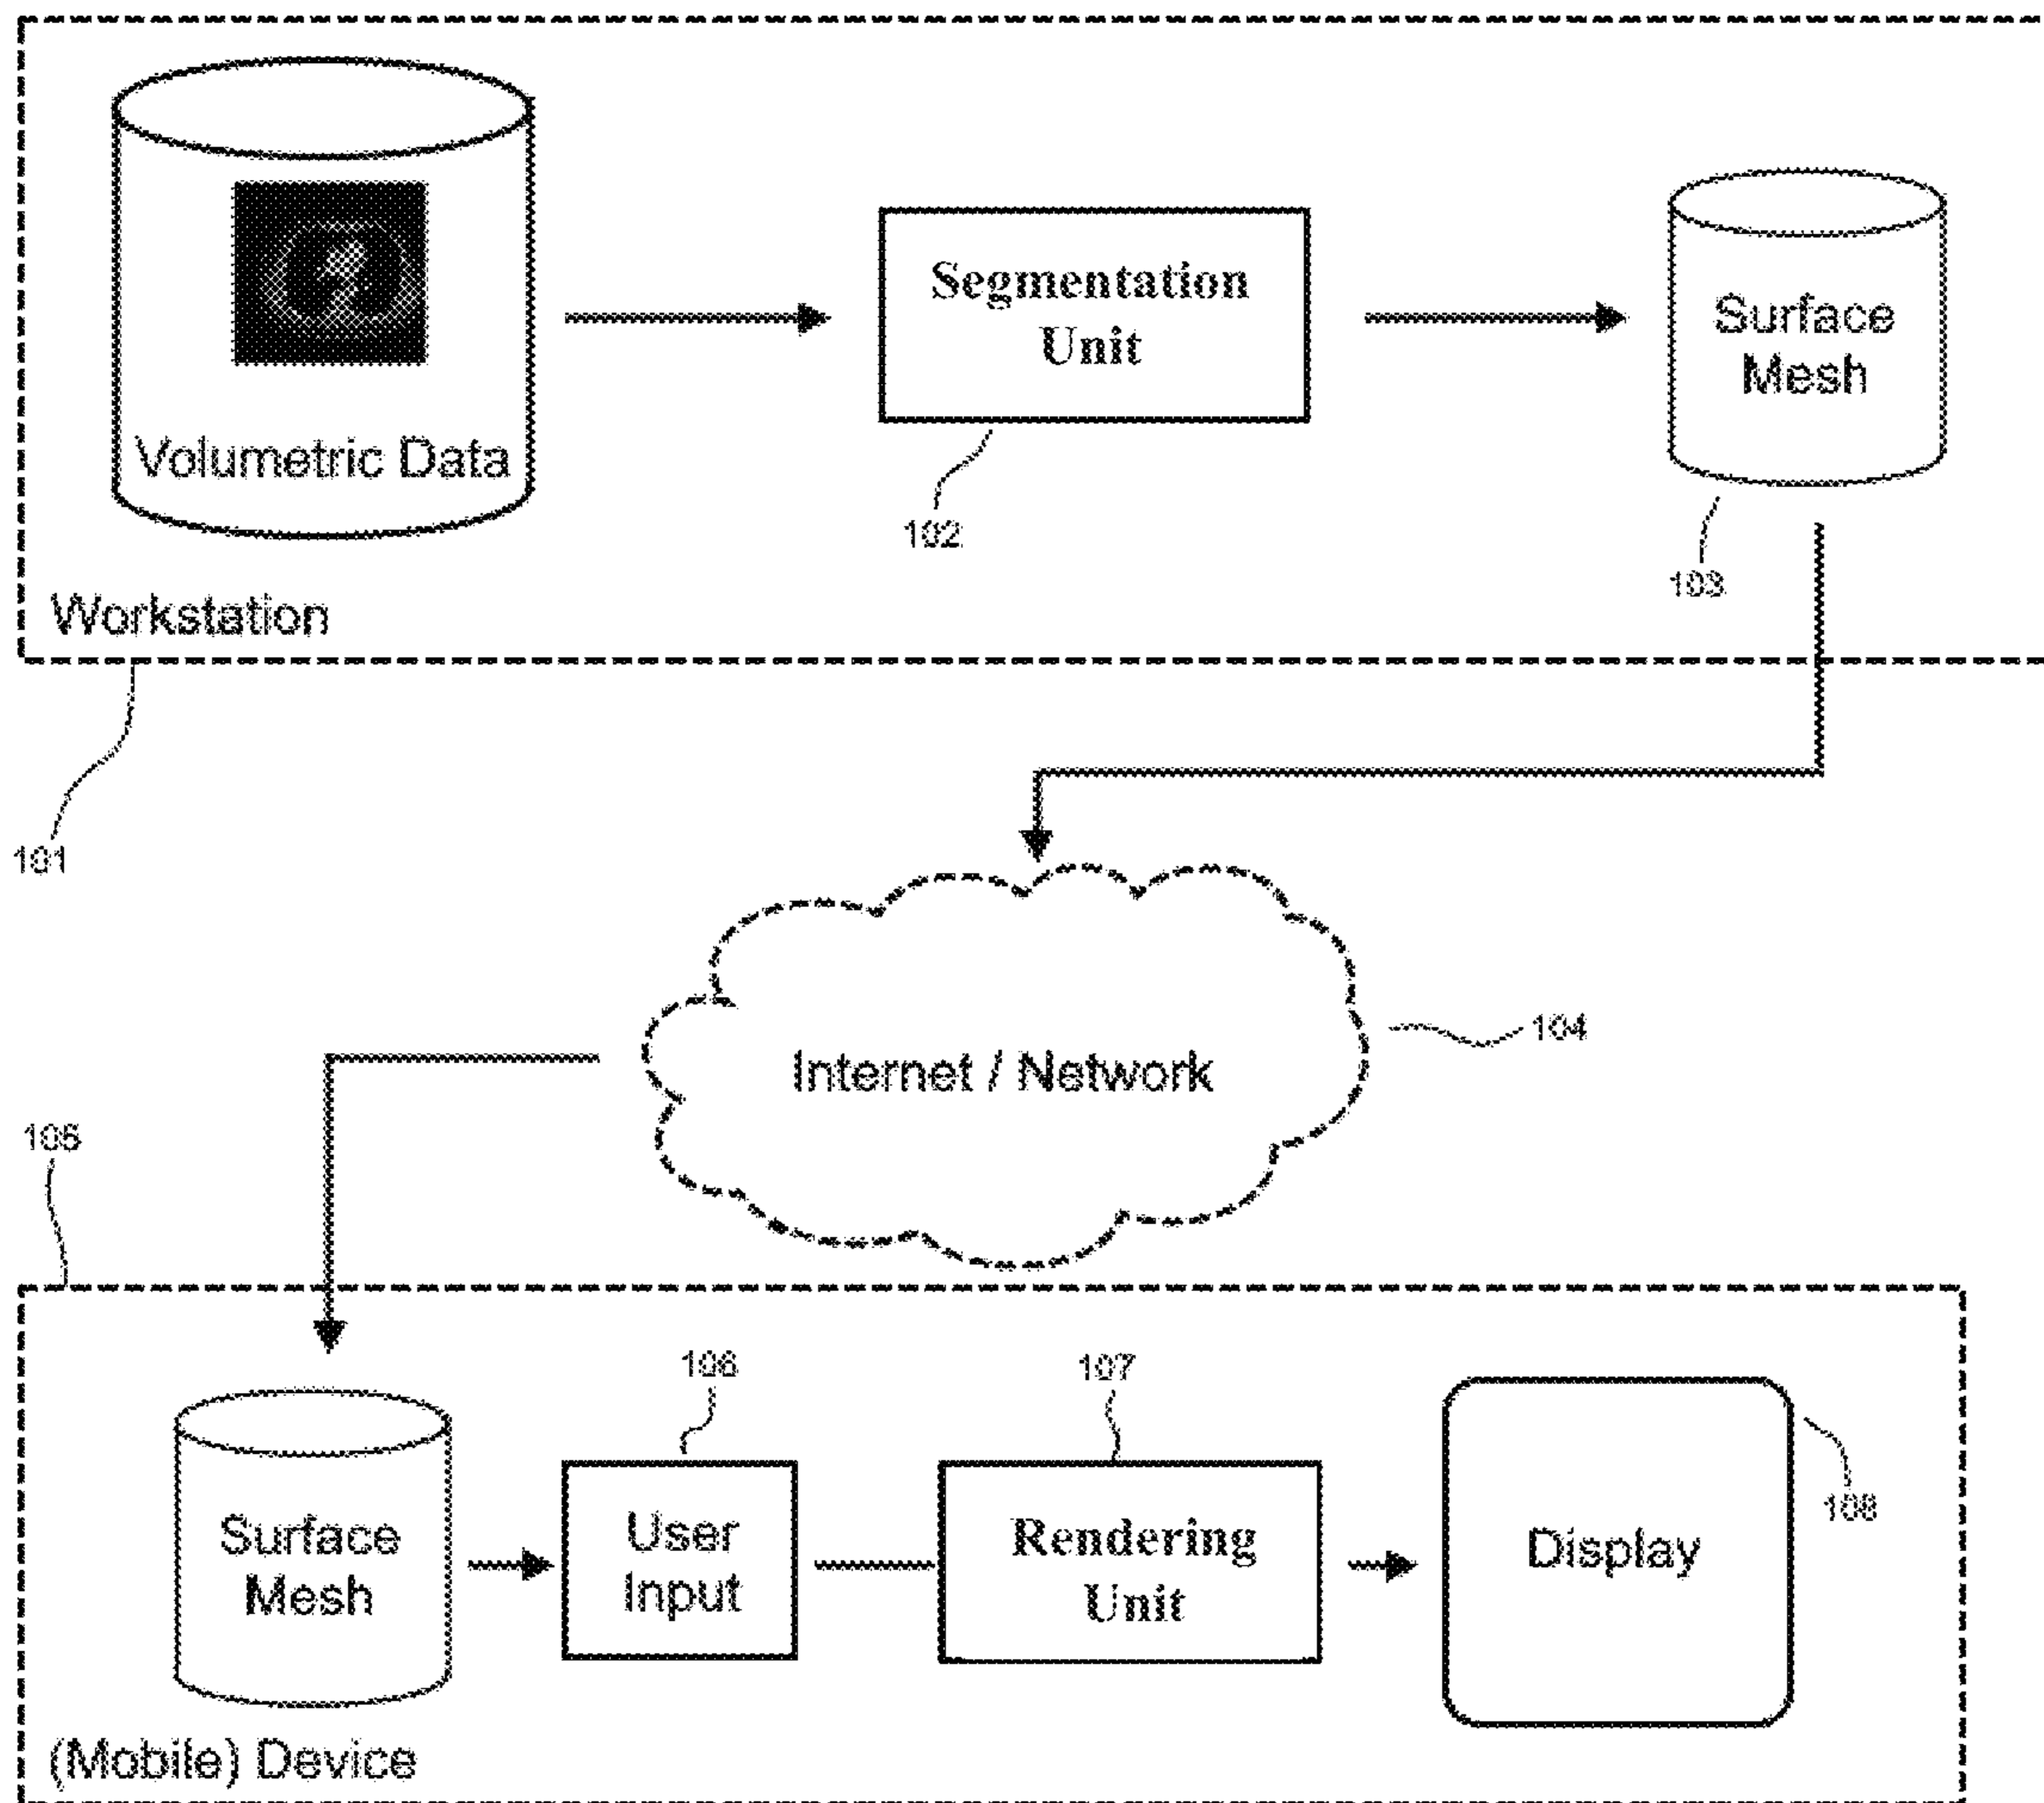 Volumetric Data
Segmentation
Unit
Surface
Mesh
102
103
Workstation
101
Internet / Network
104
105
106
107
108
Surface
Mesh
User
Input
Rendering
Unit
Display
(Mobile) Device